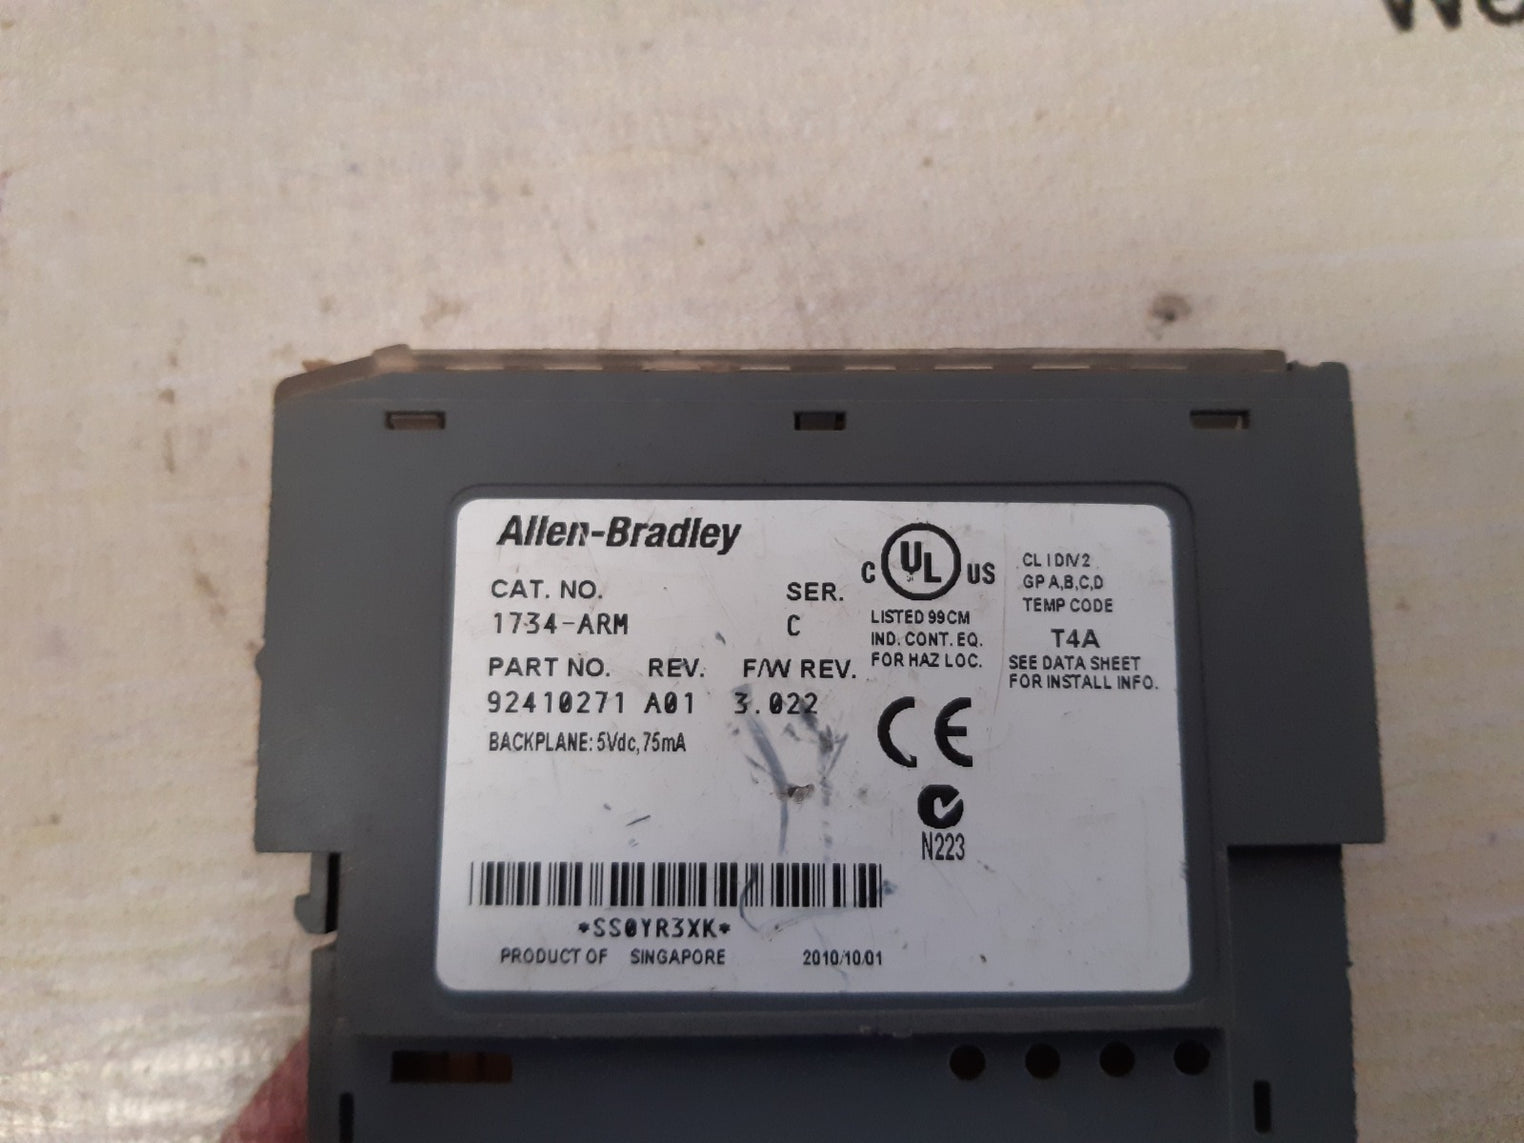 Allen-Bradley
CAT. NO. SER.
1734-ARM C
PART NO. REV. F/W REV.
92410271 A01 3.022
BACKPLANE: 5Vdc, 75mA
C UL US
LISTED 99CM
IND. CONT. EQ.
FOR HAZ LOC.
CL I DIV 2
GP A,B,C,D
TEMP CODE
T4A
SEE DATA SHEET
FOR INSTALL INFO.
CE
N223
*SS0YR3XK*
PRODUCT OF SINGAPORE 2010/10/01